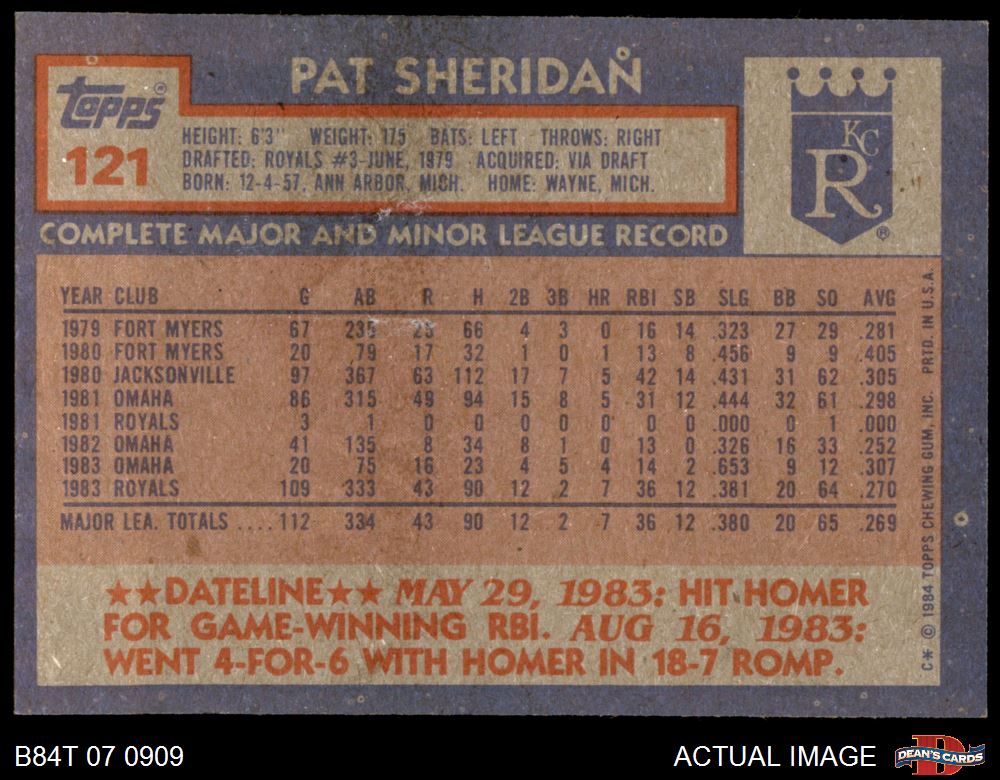 PAT SHERIDAN
topps®
121
HEIGHT: 6'3" WEIGHT: 175 BATS: LEFT THROWS: RIGHT
DRAFTED: ROYALS #3-JUNE, 1979 ACQUIRED: VIA DRAFT
BORN: 12-4-57, ANN ARBOR, MICH. HOME: WAYNE, MICH.
KC
R
®
COMPLETE MAJOR AND MINOR LEAGUE RECORD
YEAR CLUB G AB R H 2B 3B HR RBI SB SLG BB SO AVG
1979 FORT MYERS 67 235 66 4 3 0 16 14 .323 27 29 .281
1980 FORT MYERS 20 79 17 32 1 0 1 13 8 .456 9 9 .405
1980 JACKSONVILLE 97 367 63 112 17 7 5 42 14 .431 31 62 .305
1981 OMAHA 86 315 49 94 15 8 5 31 12 .444 32 61 .298
1981 ROYALS 3 1 0 0 0 0 0 0 0 .000 0 1 .000
1982 OMAHA 41 135 8 34 8 1 0 13 0 .326 16 33 .252
1983 OMAHA 20 75 16 23 4 5 4 14 2 .653 9 12 .307
1983 ROYALS 109 333 43 90 12 2 7 36 12 .381 20 64 .270
MAJOR LEA. TOTALS ....112 334 43 90 12 2 7 36 12 .380 20 65 .269
★★DATELINE★★ MAY 29, 1983: HIT HOMER
FOR GAME-WINNING RBI. AUG 16, 1983:
WENT 4-FOR-6 WITH HOMER IN 18-7 ROMP.
C* © 1984 TOPPS CHEWING GUM, INC. PRTD. IN U.S.A.
B84T 07 0909
ACTUAL IMAGE
DEAN'S CARDS